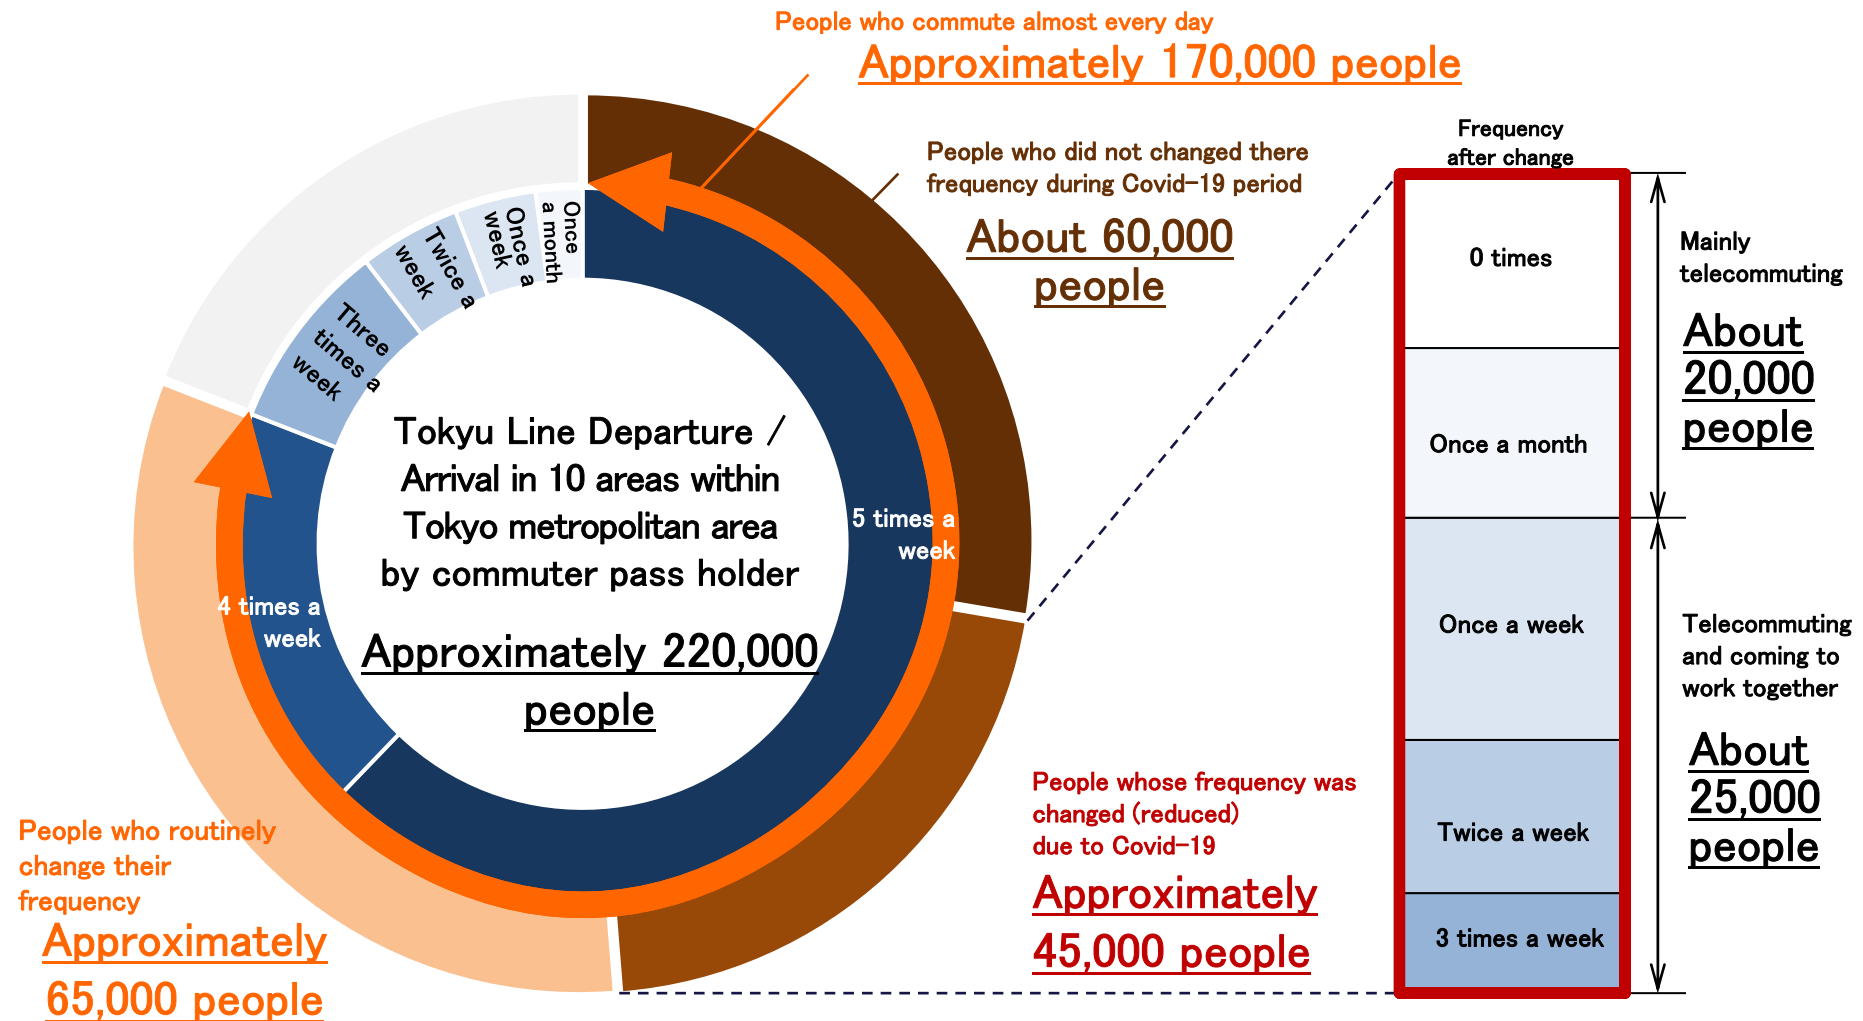 People who commute almost every day
Approximately 170,000 people
People who did not changed there
frequency during Covid-19 period
About 60,000
people
Frequency
after change
0 times
Once a month
Once a week
Twice a week
3 times a week
Mainly
telecommuting
About
20,000
people
Telecommuting
and coming to
work together
About
25,000
people
Once
a month
Once a
week
Twice a
week
Three
times a
week
4 times a
week
5 times a
week
Tokyu Line Departure /
Arrival in 10 areas within
Tokyo metropolitan area
by commuter pass holder
Approximately 220,000
people
People whose frequency was
changed (reduced)
due to Covid-19
Approximately
45,000 people
People who routinely
change their
frequency
Approximately
65,000 people